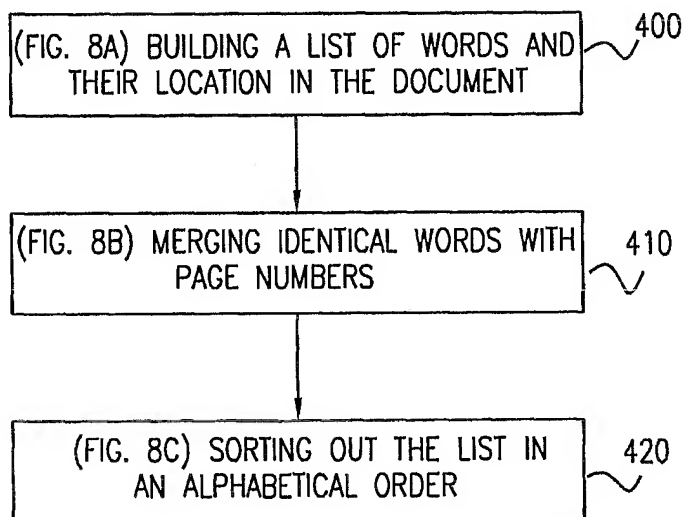 (FIG. 8A) BUILDING A LIST OF WORDS AND
THEIR LOCATION IN THE DOCUMENT
400
(FIG. 8B) MERGING IDENTICAL WORDS WITH
PAGE NUMBERS
410
(FIG. 8C) SORTING OUT THE LIST IN
AN ALPHABETICAL ORDER
420